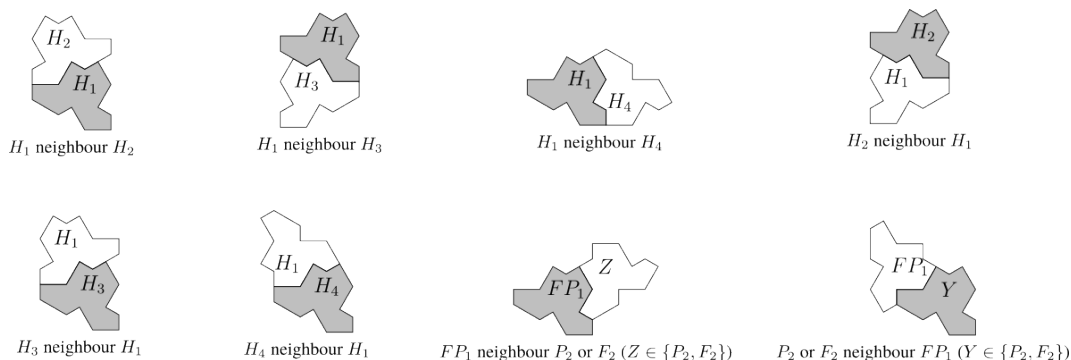 H₂
H₁
H₁ neighbour H₂
H₁
H₃
H₁ neighbour H₃
H₁
H₄
H₁ neighbour H₄
H₂
H₁
H₂ neighbour H₁
H₁
H₃
H₃ neighbour H₁
H₁
H₄
H₄ neighbour H₁
FP₁
Z
FP₁ neighbour P₂ or F₂ (Z ∈ {P₂, F₂})
FP₁
Y
P₂ or F₂ neighbour FP₁ (Y ∈ {P₂, F₂})